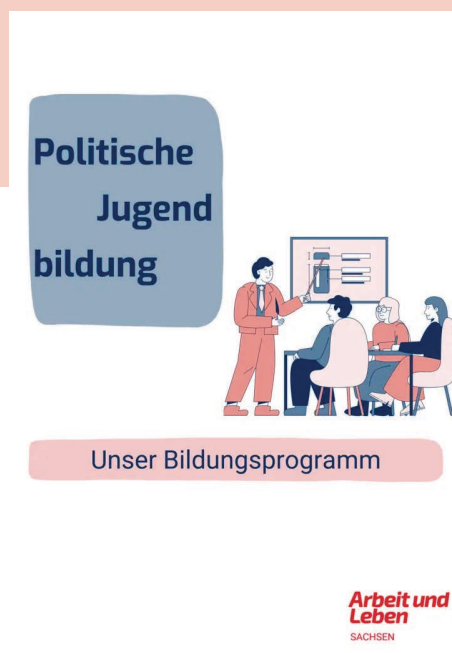 Politische
Jugend
bildung
Unser Bildungsprogramm
Arbeit und
Leben
SACHSEN